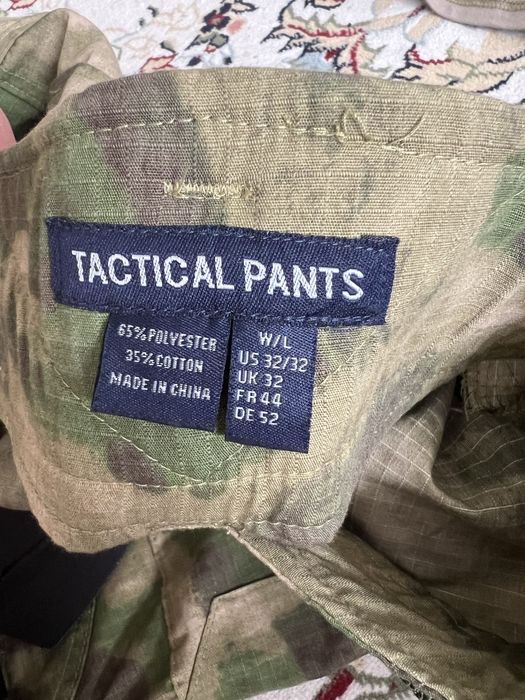 TACTICAL PANTS
65% POLYESTER
35% COTTON
MADE IN CHINA
W/L
US 32/32
UK 32
FR 44
DE 52